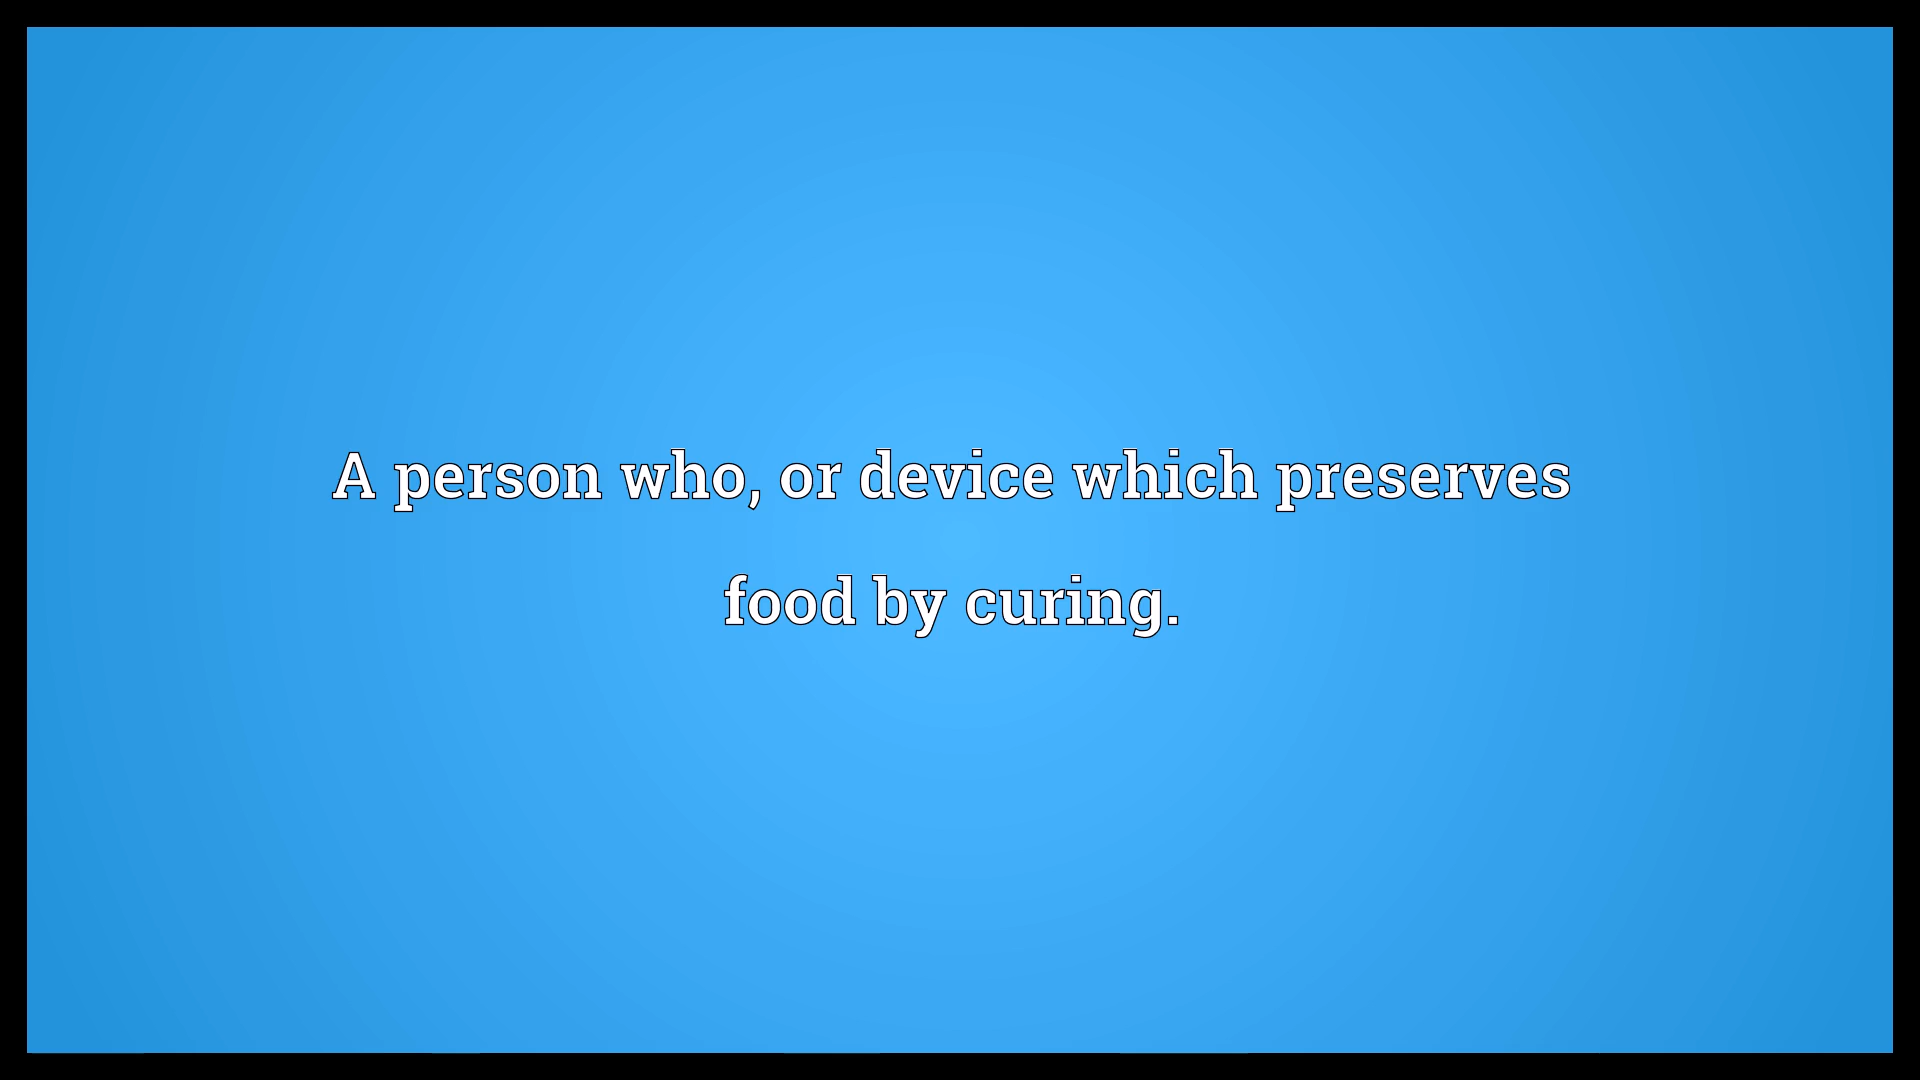 A person who, or device which preserves
food by curing.